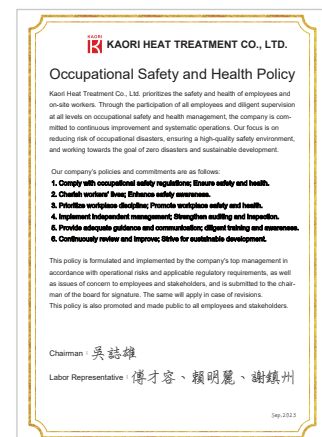 KAORI
KAORI HEAT TREATMENT CO., LTD.
Occupational Safety and Health Policy
Kaori Heat Treatment Co., Ltd. prioritizes the safety and health of employees and
on-site workers. Through the participation of all employees and diligent supervision
at all levels on occupational safety and health management, the company is com-
mitted to continuous improvement and systematic operations. Our focus is on
reducing risk of occupational disasters, ensuring a high-quality safety environment,
and working towards the goal of zero disasters and sustainable development.
Our company's policies and commitments are as follows:
1. Comply with occupational safety regulations; Ensure safety and health.
2. Cherish workers' lives; Enhance safety awareness.
3. Prioritize workplace discipline; Promote workplace safety and health.
4. Implement independent management; Strengthen auditing and inspection.
5. Provide adequate guidance and communication; diligent training and awareness.
6. Continuously review and improve; Strive for sustainable development.
This policy is formulated and implemented by the company's top management in
accordance with operational risks and applicable regulatory requirements, as well
as issues of concern to employees and stakeholders, and is submitted to the chair-
man of the board for signature. The same will apply in case of revisions.
This policy is also promoted and made public to all employees and stakeholders.
Chairman：吳誌雄
Labor Representative：傅才容、賴明麗、謝鎮州
Sep.2023